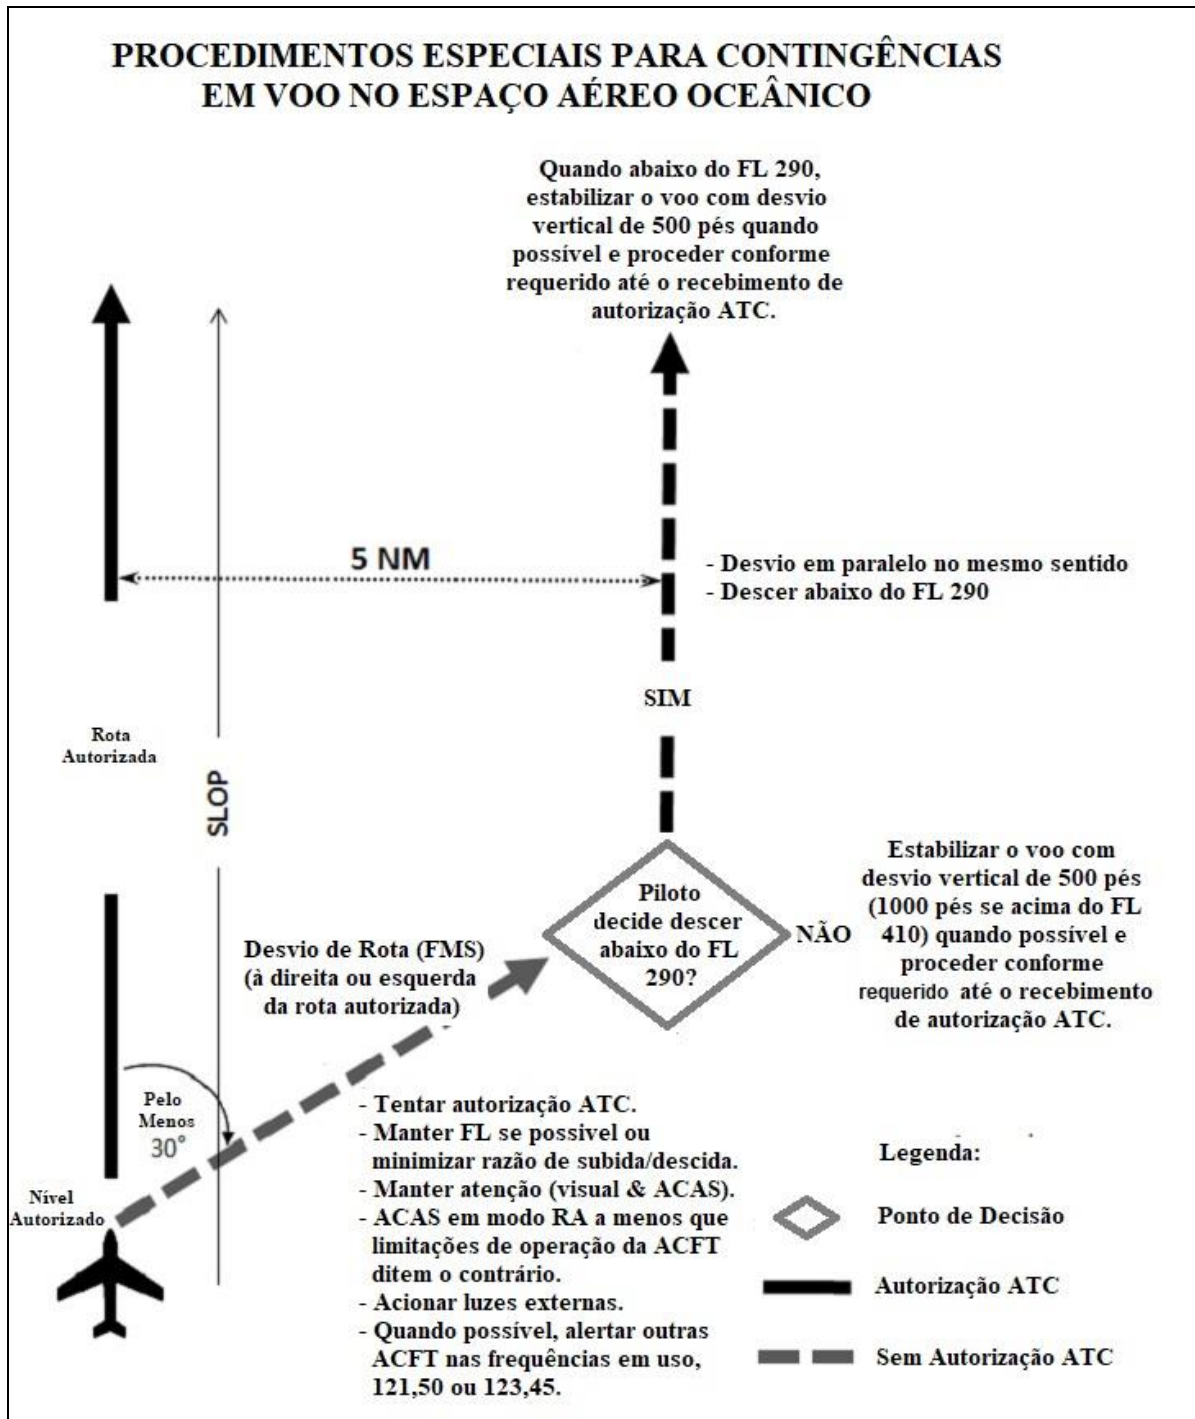 PROCEDIMENTOS ESPECIAIS PARA CONTINGÊNCIAS
EM VOO NO ESPAÇO AÉREO OCEÂNICO
Quando abaixo do FL 290,
estabilizar o voo com desvio
vertical de 500 pés quando
possível e proceder conforme
requerido até o recebimento de
autorização ATC.
5 NM
- Desvio em paralelo no mesmo sentido
- Descer abaixo do FL 290
SIM
Rota
Autorizada
SLOP
Piloto
decide descer
abaixo do FL
290?
NÃO
Estabilizar o voo com
desvio vertical de 500 pés
(1000 pés se acima do FL
410) quando possível e
proceder conforme
requerido até o recebimento
de autorização ATC.
Desvio de Rota (FMS)
(à direita ou esquerda
da rota autorizada)
Pelo
Menos
30°
Nível
Autorizado
- Tentar autorização ATC.
- Manter FL se possivel ou
minimizar razão de subida/descida.
- Manter atenção (visual & ACAS).
- ACAS em modo RA a menos que
limitações de operação da ACFT
ditem o contrário.
- Acionar luzes externas.
- Quando possível, alertar outras
ACFT nas frequências em uso,
121,50 ou 123,45.
Legenda:
Ponto de Decisão
Autorização ATC
Sem Autorização ATC